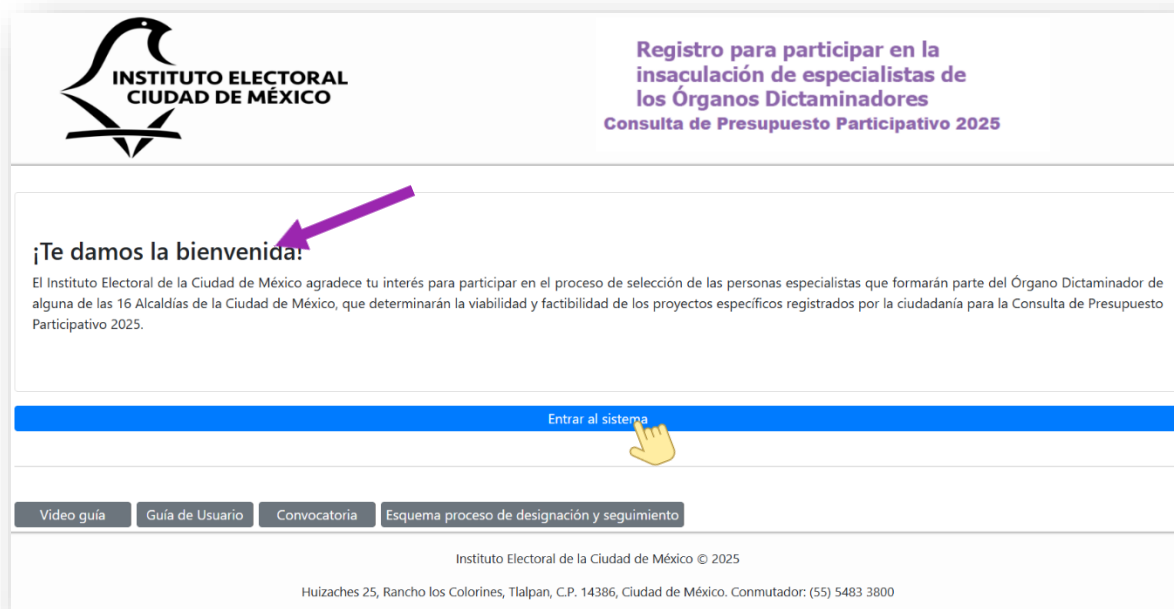 INSTITUTO ELECTORAL
CIUDAD DE MÉXICO
Registro para participar en la
insaculación de especialistas de
los Órganos Dictaminadores
Consulta de Presupuesto Participativo 2025
¡Te damos la bienvenida!
El Instituto Electoral de la Ciudad de México agradece tu interés para participar en el proceso de selección de las personas especialistas que formarán parte del Órgano Dictaminador de
alguna de las 16 Alcaldías de la Ciudad de México, que determinarán la viabilidad y factibilidad de los proyectos específicos registrados por la ciudadanía para la Consulta de Presupuesto
Participativo 2025.
Entrar al sistema
Video guía Guía de Usuario Convocatoria Esquema proceso de designación y seguimiento
Instituto Electoral de la Ciudad de México © 2025
Huizaches 25, Rancho los Colorines, Tlalpan, C.P. 14386, Ciudad de México. Conmutador: (55) 5483 3800